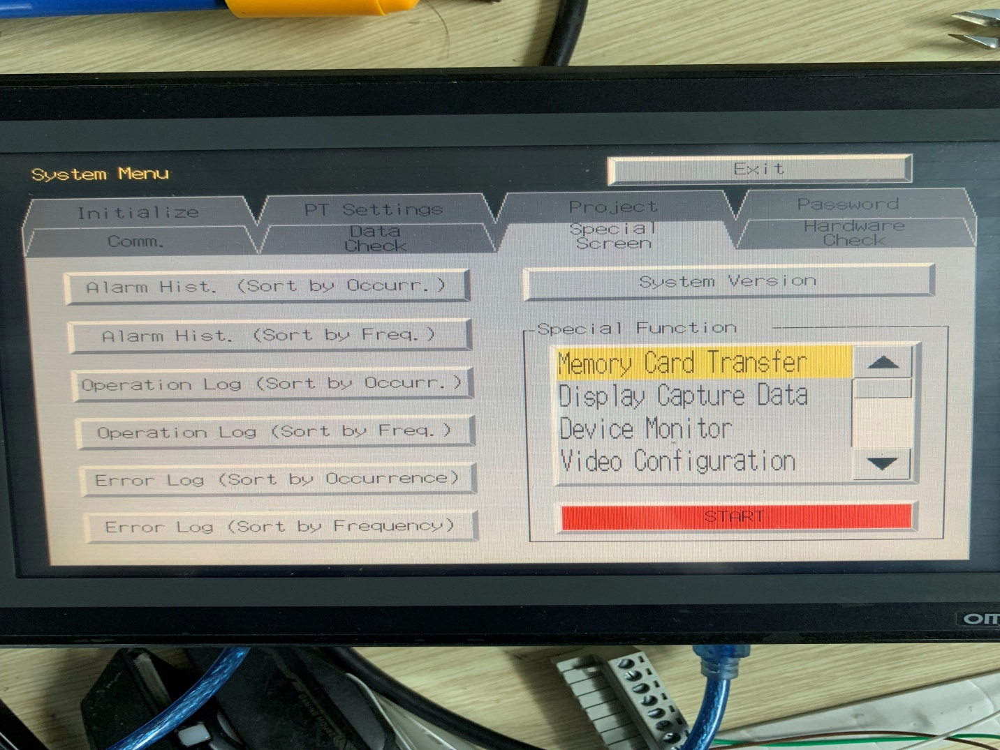 System Menu
Exit
Initialize
PT Settings
Project
Password
Comm.
Data
Check
Special
Screen
Hardware
Check
Alarm Hist. (Sort by Occurr.)
Alarm Hist. (Sort by Freq.)
Operation Log (Sort by Occurr.)
Operation Log (Sort by Freq.)
Error Log (Sort by Occurrence)
Error Log (Sort by Frequency)
System Version
Special Function
Memory Card Transfer
Display Capture Data
Device Monitor
Video Configuration
START